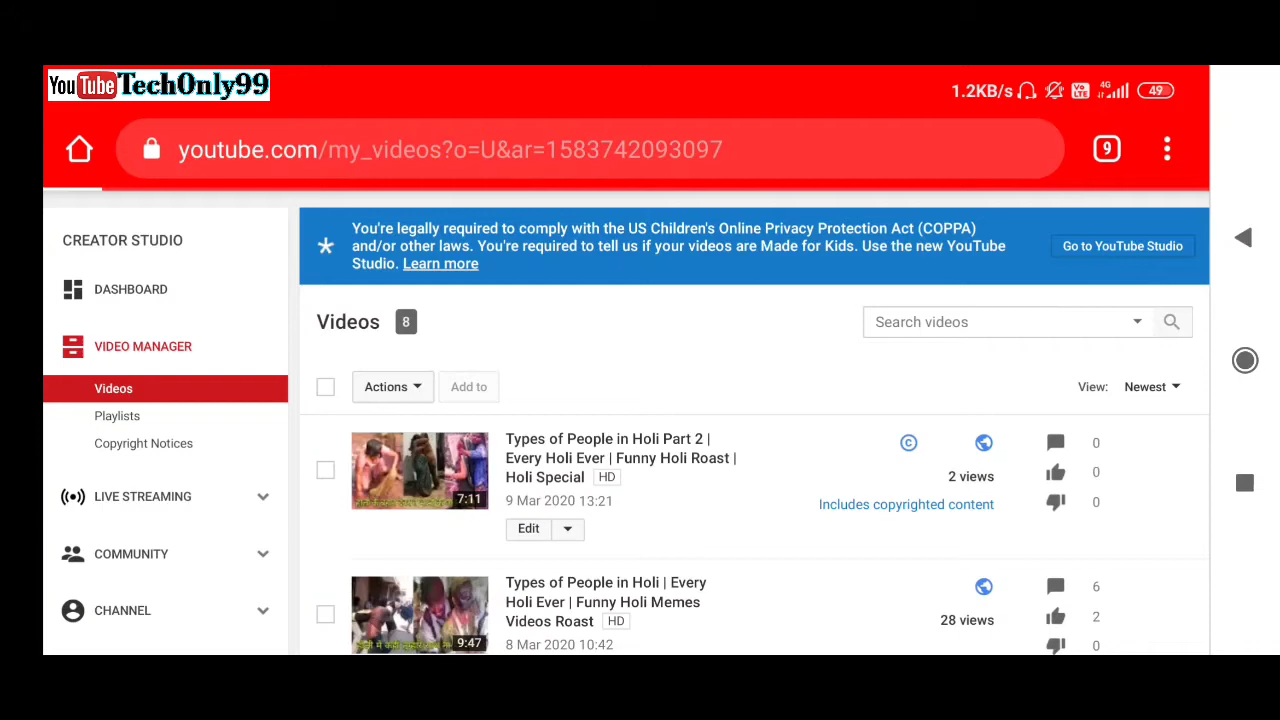 YouTube TechOnly99
1.2KB/s Vo LTE 4G 49
youtube.com/my_videos?o=U&ar=1583742093097 9
CREATOR STUDIO
DASHBOARD
VIDEO MANAGER
Videos
Playlists
Copyright Notices
LIVE STREAMING
COMMUNITY
CHANNEL
You're legally required to comply with the US Children's Online Privacy Protection Act (COPPA)
and/or other laws. You're required to tell us if your videos are Made for Kids. Use the new YouTube
Studio. Learn more
Go to YouTube Studio
Videos 8
Search videos
Actions Add to
View: Newest
7:11
Types of People in Holi Part 2 |
Every Holi Ever | Funny Holi Roast |
Holi Special HD
9 Mar 2020 13:21
Edit
©
2 views
Includes copyrighted content
0
0
0
9:47
Types of People in Holi | Every
Holi Ever | Funny Holi Memes
Videos Roast HD
8 Mar 2020 10:42
28 views
6
2
0